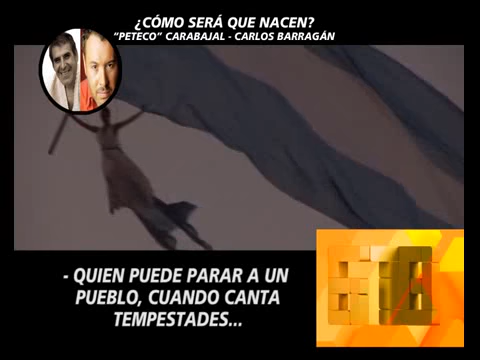 ¿CÓMO SERÁ QUE NACEN?
“PETECO” CARABAJAL - CARLOS BARRAGÁN
- QUIEN PUEDE PARAR A UN
PUEBLO, CUANDO CANTA
TEMPESTADES...